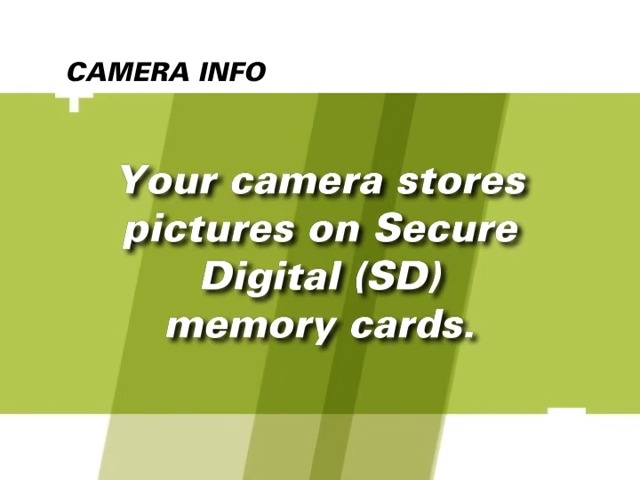 CAMERA INFO
Your camera stores
pictures on Secure
Digital (SD)
memory cards.